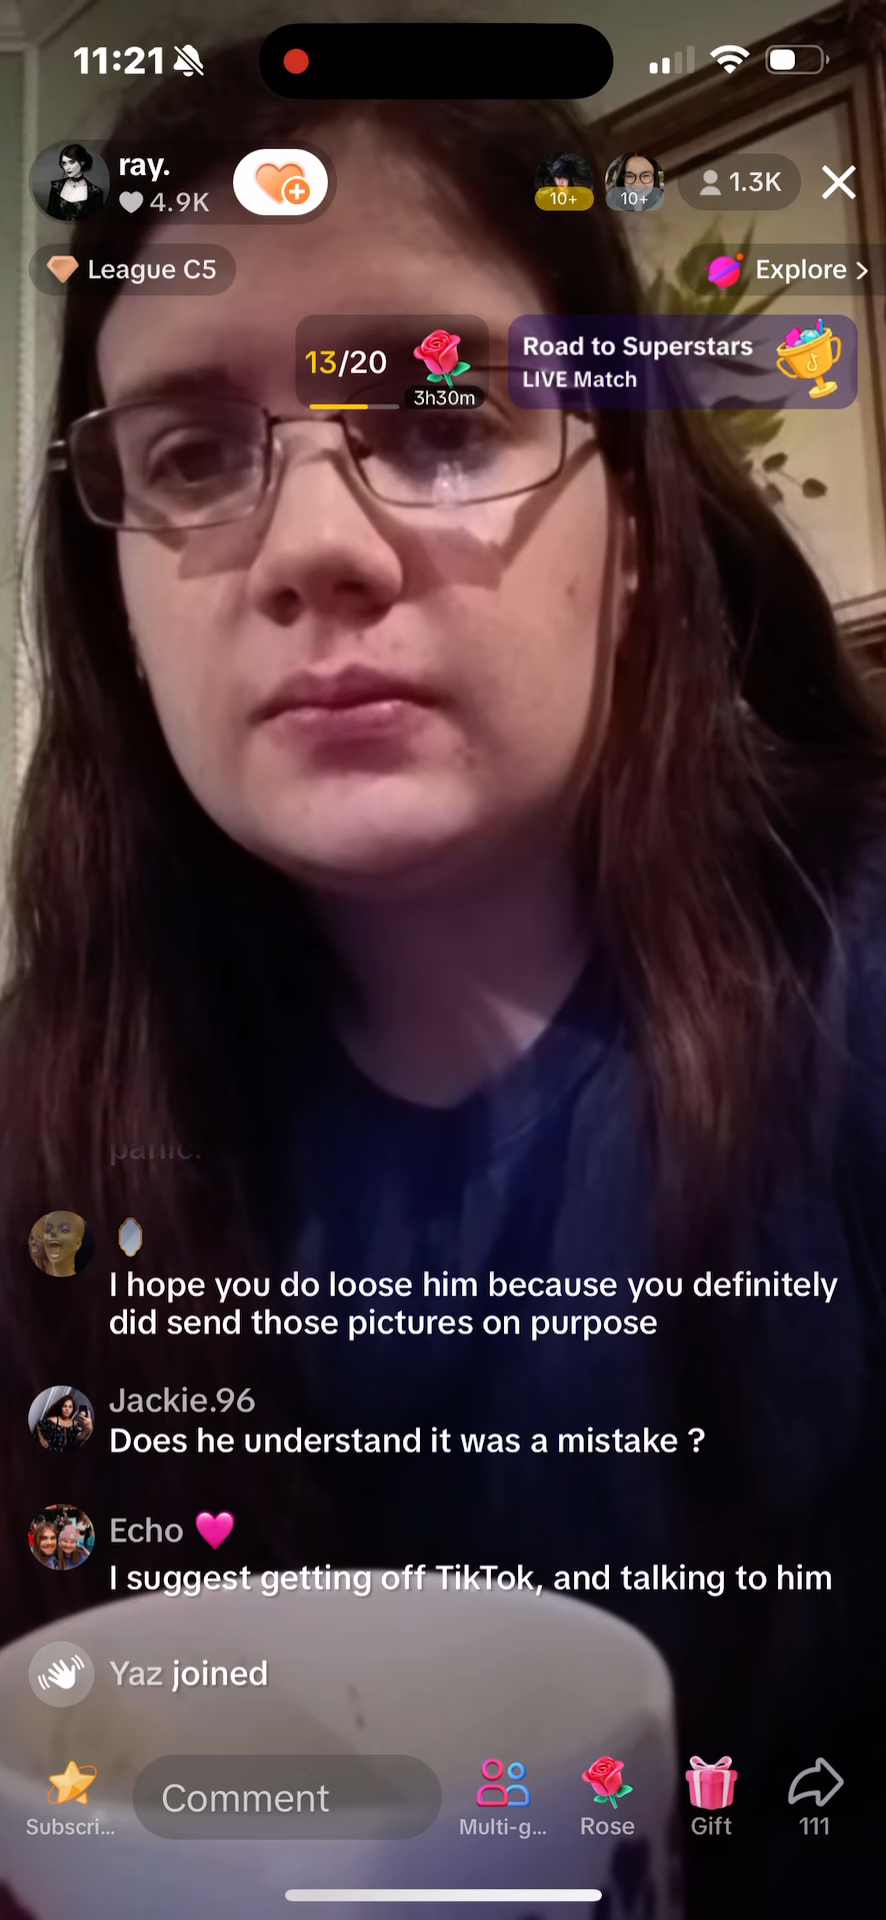 11:21
ray.
4.9K
10+
10+
1.3K
League C5
Explore >
13/20
3h30m
Road to Superstars
LIVE Match
panic.
I hope you do loose him because you definitely
did send those pictures on purpose
Jackie.96
Does he understand it was a mistake ?
Echo 🩷
I suggest getting off TikTok, and talking to him
Yaz joined
Subscri...
Comment
Multi-g...
Rose
Gift
111